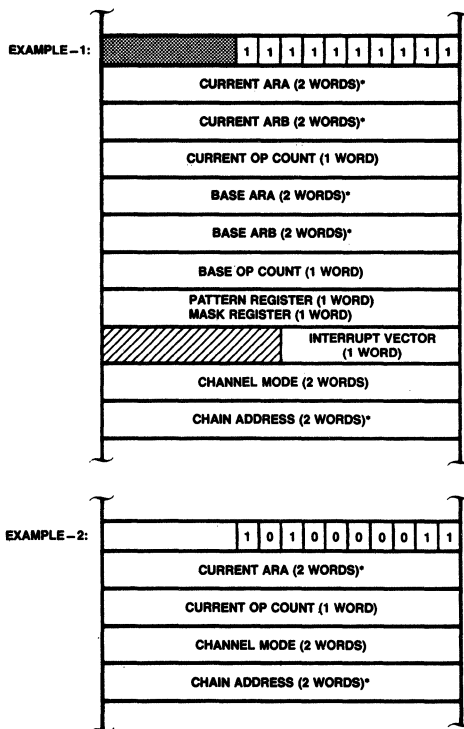 EXAMPLE–1:
1 1 1 1 1 1 1 1 1 1
CURRENT ARA (2 WORDS)*
CURRENT ARB (2 WORDS)*
CURRENT OP COUNT (1 WORD)
BASE ARA (2 WORDS)*
BASE ARB (2 WORDS)*
BASE OP COUNT (1 WORD)
PATTERN REGISTER (1 WORD)
MASK REGISTER (1 WORD)
INTERRUPT VECTOR
(1 WORD)
CHANNEL MODE (2 WORDS)
CHAIN ADDRESS (2 WORDS)*
EXAMPLE–2:
1 0 1 0 0 0 0 0 1 1
CURRENT ARA (2 WORDS)*
CURRENT OP COUNT (1 WORD)
CHANNEL MODE (2 WORDS)
CHAIN ADDRESS (2 WORDS)*